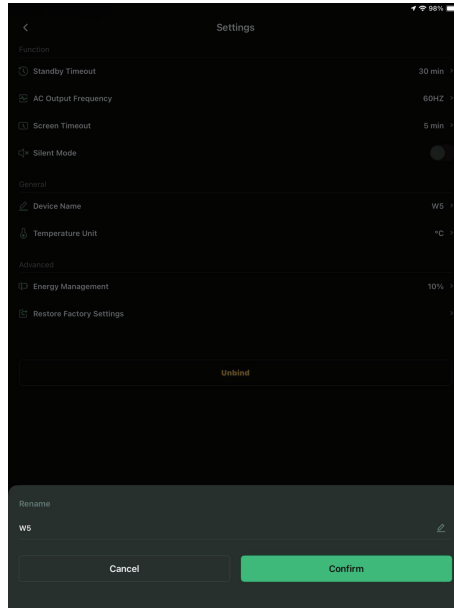 98%
Settings
Function
Standby Timeout 30 min
AC Output Frequency 60HZ
Screen Timeout 5 min
Silent Mode
General
Device Name W5
Temperature Unit °C
Advanced
Energy Management 10%
Restore Factory Settings
Unbind
Rename
W5
Cancel Confirm